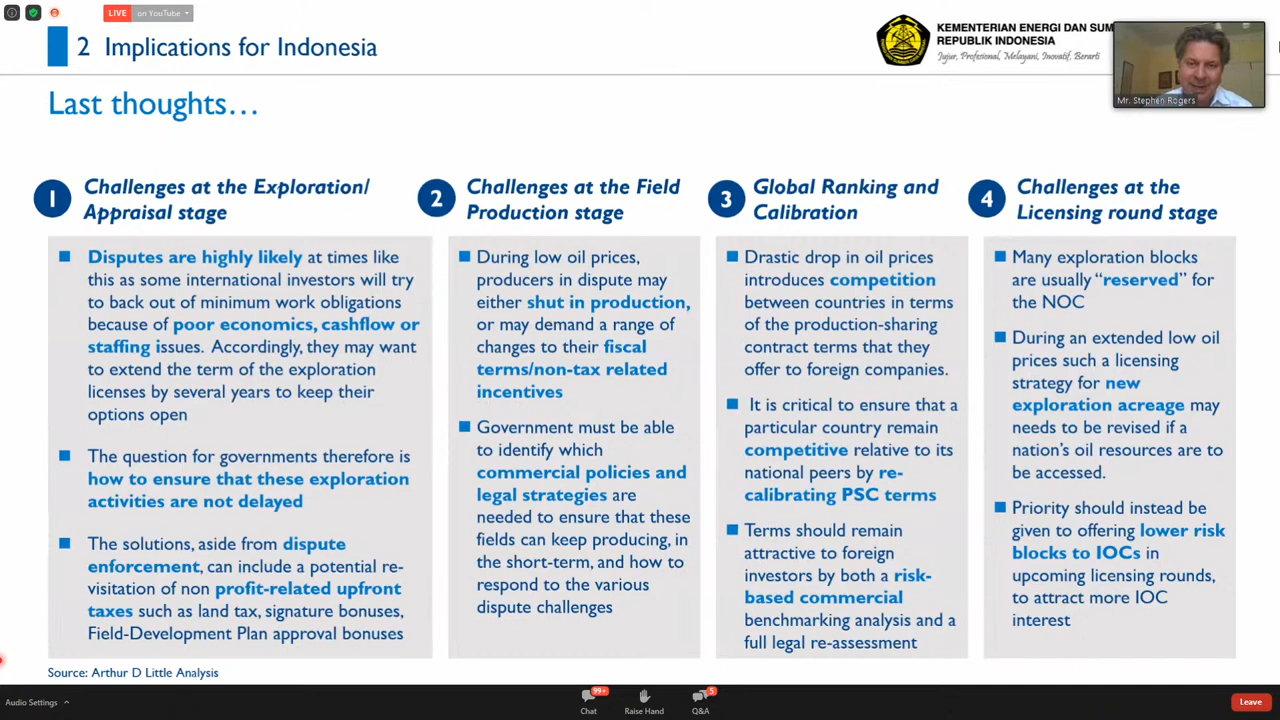 LIVE on YouTube
2 Implications for Indonesia
KEMENTERIAN ENERGI DAN SUM
REPUBLIK INDONESIA
Jujur, Profesional, Melayani, Inovatif, Berarti
Mr. Stephen Rogers
Last thoughts…
1
Challenges at the Exploration/
Appraisal stage
Disputes are highly likely at times like
this as some international investors will try
to back out of minimum work obligations
because of poor economics, cashflow or
staffing issues. Accordingly, they may want
to extend the term of the exploration
licenses by several years to keep their
options open
The question for governments therefore is
how to ensure that these exploration
activities are not delayed
The solutions, aside from dispute
enforcement, can include a potential re-
visitation of non profit-related upfront
taxes such as land tax, signature bonuses,
Field-Development Plan approval bonuses
2
Challenges at the Field
Production stage
During low oil prices,
producers in dispute may
either shut in production,
or may demand a range of
changes to their fiscal
terms/non-tax related
incentives
Government must be able
to identify which
commercial policies and
legal strategies are
needed to ensure that these
fields can keep producing, in
the short-term, and how to
respond to the various
dispute challenges
3
Global Ranking and
Calibration
Drastic drop in oil prices
introduces competition
between countries in terms
of the production-sharing
contract terms that they
offer to foreign companies.
It is critical to ensure that a
particular country remain
competitive relative to its
national peers by re-
calibrating PSC terms
Terms should remain
attractive to foreign
investors by both a risk-
based commercial
benchmarking analysis and a
full legal re-assessment
4
Challenges at the
Licensing round stage
Many exploration blocks
are usually “reserved” for
the NOC
During an extended low oil
prices such a licensing
strategy for new
exploration acreage may
needs to be revised if a
nation’s oil resources are to
be accessed.
Priority should instead be
given to offering lower risk
blocks to IOCs in
upcoming licensing rounds,
to attract more IOC
interest
Source: Arthur D Little Analysis
Audio Settings
99+
Chat
Raise Hand
5
Q&A
Leave